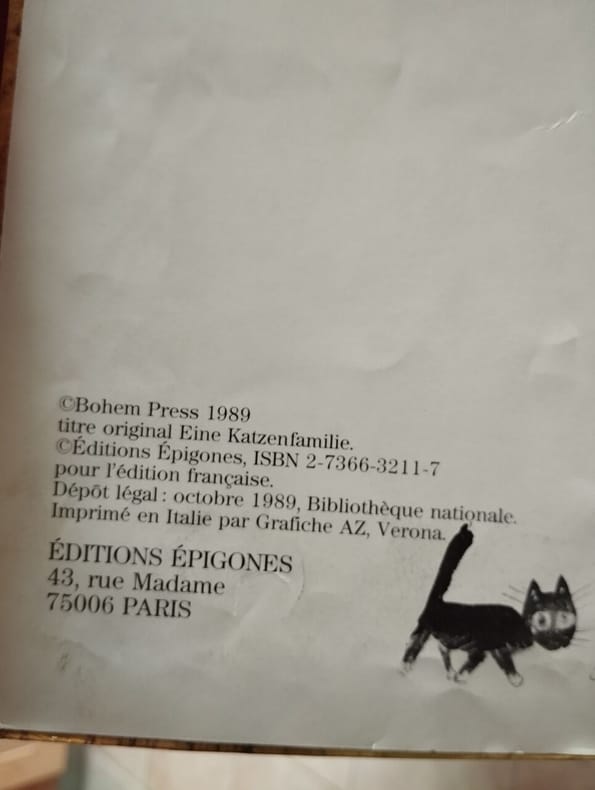 ©Bohem Press 1989
titre original Eine Katzenfamilie.
©Éditions Épigones, ISBN 2-7366-3211-7
pour l'édition française.
Dépôt légal : octobre 1989, Bibliothèque nationale.
Imprimé en Italie par Grafiche AZ, Verona.
ÉDITIONS ÉPIGONES
43, rue Madame
75006 PARIS